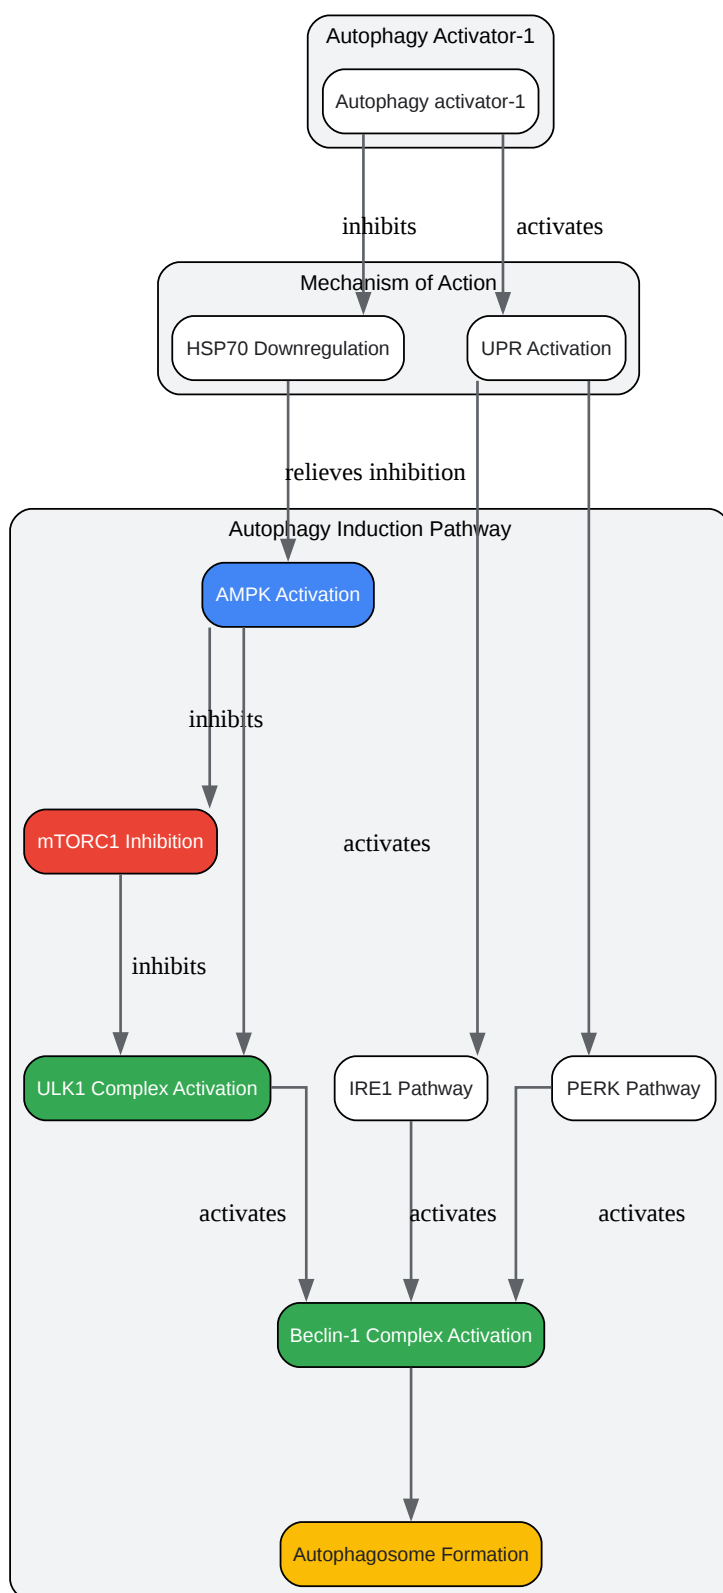 Autophagy Activator-1
Autophagy activator-1
inhibits
activates
Mechanism of Action
HSP70 Downregulation
UPR Activation
relieves inhibition
Autophagy Induction Pathway
AMPK Activation
inhibits
mTORC1 Inhibition
activates
inhibits
ULK1 Complex Activation
IRE1 Pathway
PERK Pathway
activates
activates
activates
Beclin-1 Complex Activation
Autophagosome Formation